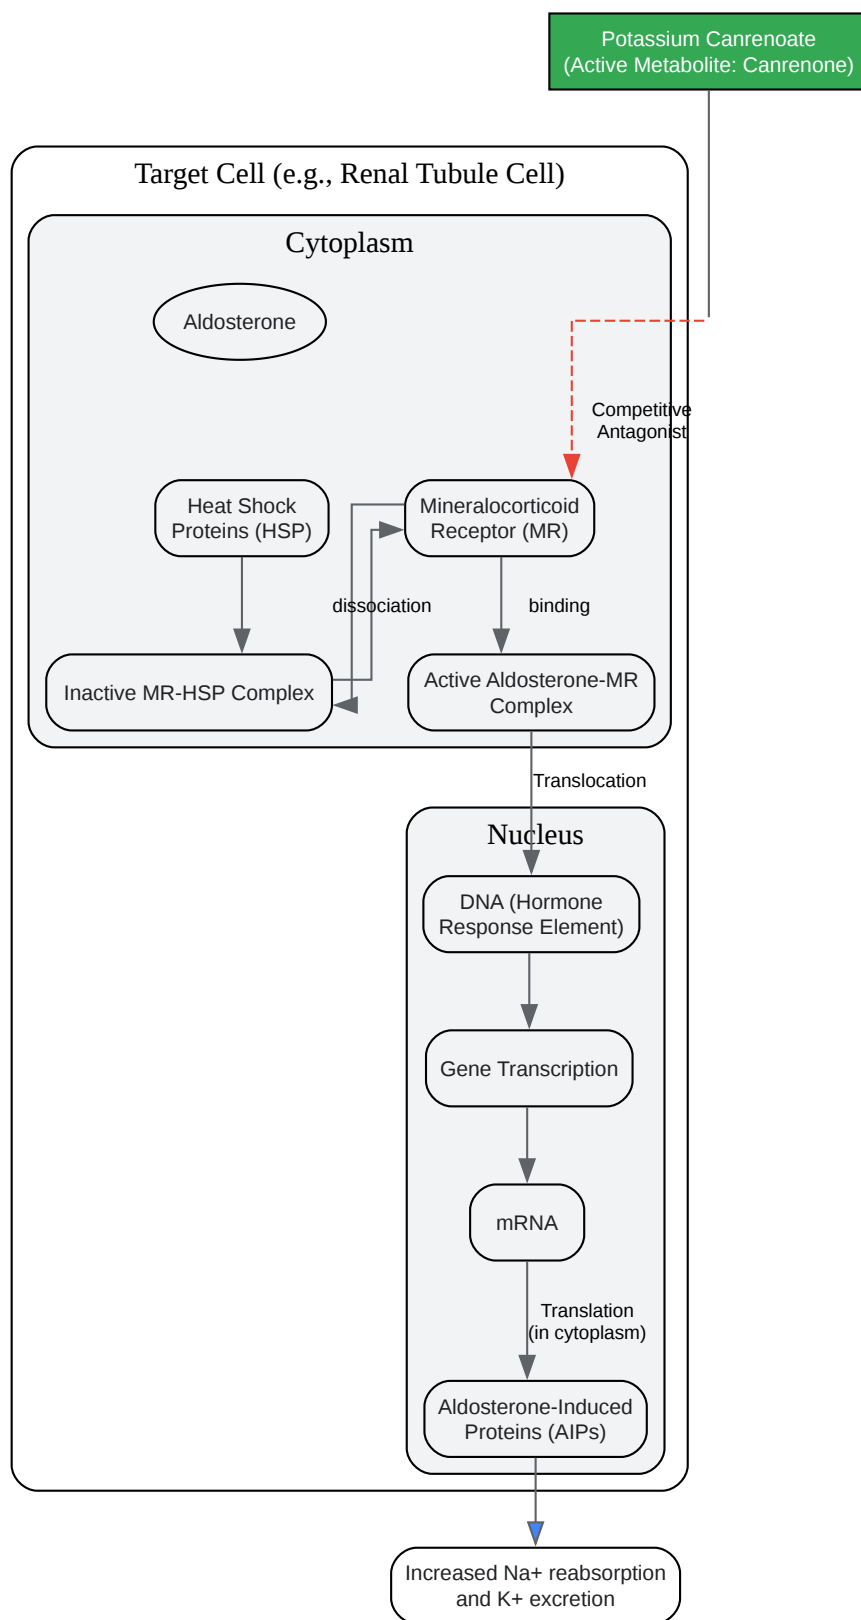 Potassium Canrenoate
(Active Metabolite: Canrenone)
Target Cell (e.g., Renal Tubule Cell)
Cytoplasm
Aldosterone
Competitive
Antagonist
Heat Shock
Proteins (HSP)
Mineralocorticoid
Receptor (MR)
dissociation
binding
Inactive MR-HSP Complex
Active Aldosterone-MR
Complex
Translocation
Nucleus
DNA (Hormone
Response Element)
Gene Transcription
mRNA
Translation
(in cytoplasm)
Aldosterone-Induced
Proteins (AIPs)
Increased Na+ reabsorption
and K+ excretion